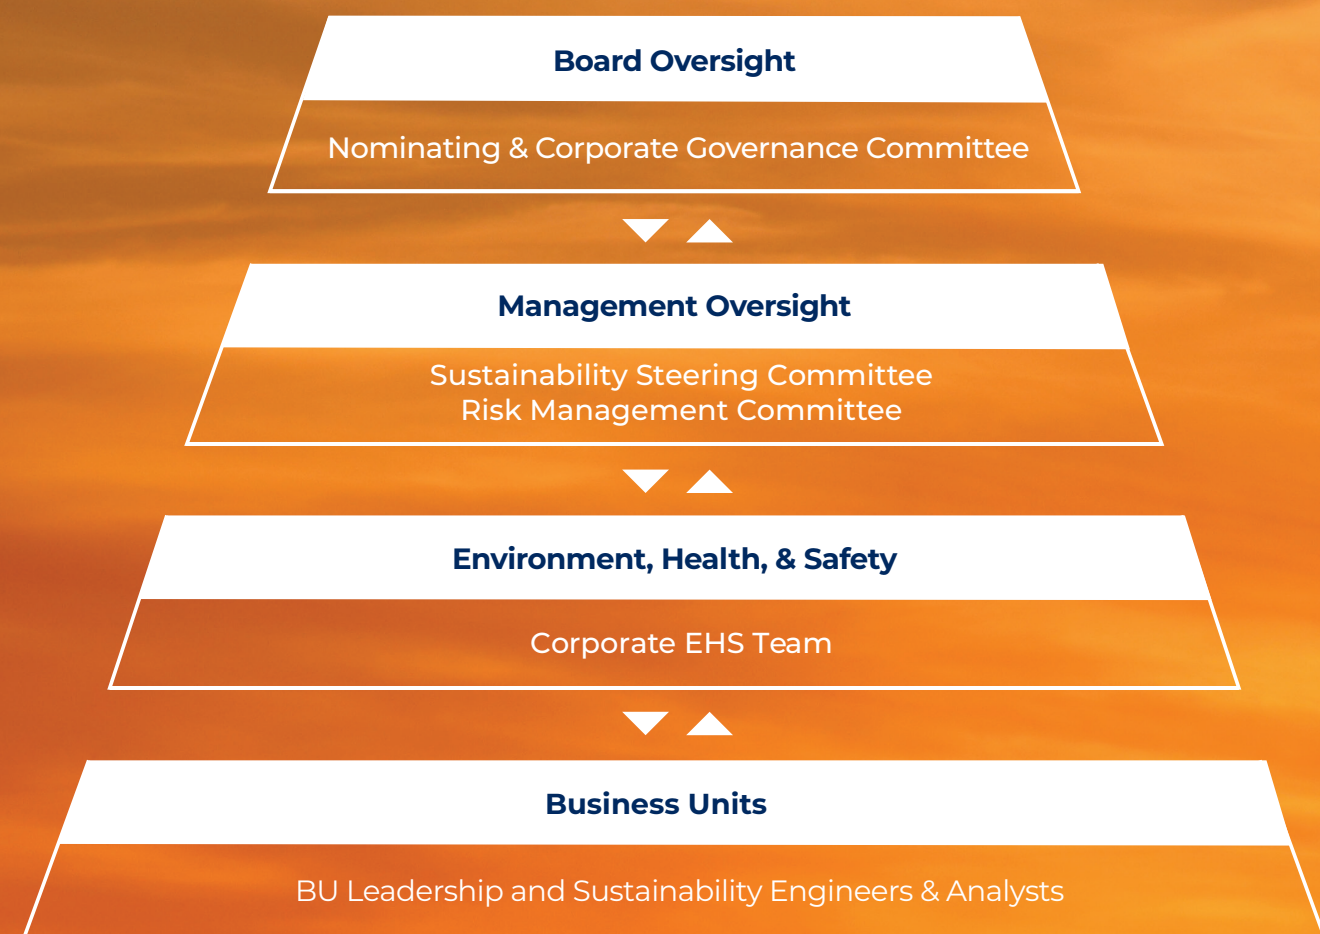 Board Oversight
Nominating & Corporate Governance Committee
Management Oversight
Sustainability Steering Committee
Risk Management Committee
Environment, Health, & Safety
Corporate EHS Team
Business Units
BU Leadership and Sustainability Engineers & Analysts